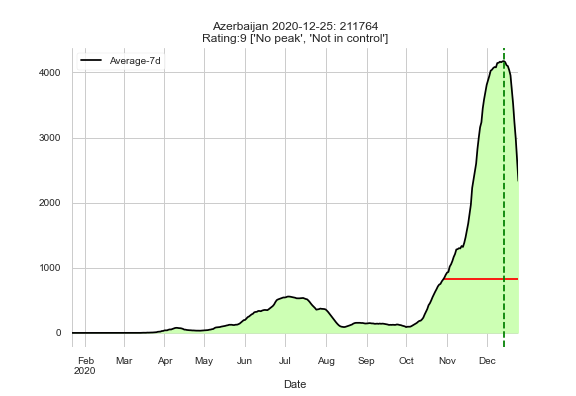 Azerbaijan 2020-12-25: 211764
Rating:9 ['No peak', 'Not in control']
Average-7d
4000
3000
2000
1000
0
Feb Mar Apr May Jun Jul Aug Sep Oct Nov Dec
2020
Date